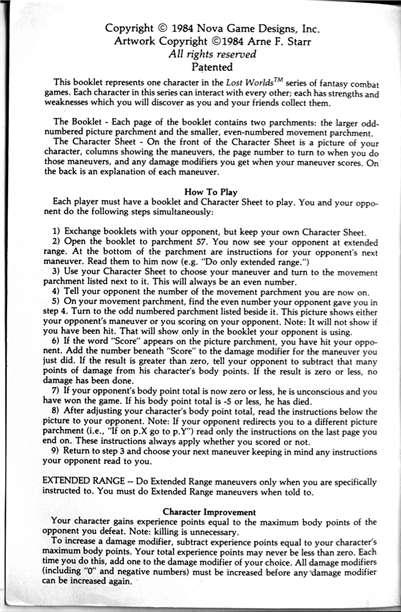 Copyright © 1984 Nova Game Designs, Inc.
Artwork Copyright ©1984 Arne F. Starr
All rights reserved
Patented
This booklet represents one character in the Lost Worlds™ series of fantasy combat
games. Each character in this series can interact with every other; each has strengths and
weaknesses which you will discover as you and your friends collect them.
The Booklet - Each page of the booklet contains two parchments: the larger odd-
numbered picture parchment and the smaller, even-numbered movement parchment.
The Character Sheet - On the front of the Character Sheet is a picture of your
character, columns showing the maneuvers, the page number to turn to when you do
those maneuvers, and any damage modifiers you get when your maneuver scores. On
the back is an explanation of each maneuver.
How To Play
Each player must have a booklet and Character Sheet to play. You and your oppo-
nent do the following steps simultaneously:
1) Exchange booklets with your opponent, but keep your own Character Sheet.
2) Open the booklet to parchment 57. You now see your opponent at extended
range. At the bottom of the parchment are instructions for your opponent's next
maneuver. Read them to him now (e.g. "Do only extended range.")
3) Use your Character Sheet to choose your maneuver and turn to the movement
parchment listed next to it. This will always be an even number.
4) Tell your opponent the number of the movement parchment you are now on.
5) On your movement parchment, find the even number your opponent gave you in
step 4. Turn to the odd numbered parchment listed beside it. This picture shows either
your opponent's maneuver or you scoring on your opponent. Note: It will not show if
you have been hit. That will show only in the booklet your opponent is using.
6) If the word "Score" appears on the picture parchment, you have hit your oppo-
nent. Add the number beneath "Score" to the damage modifier for the maneuver you
just did. If the result is greater than zero, tell your opponent to subtract that many
points of damage from his character's body points. If the result is zero or less, no
damage has been done.
7) If your opponent's body point total is now zero or less, he is unconscious and you
have won the game. If his body point total is -5 or less, he has died.
8) After adjusting your character's body point total, read the instructions below the
picture to your opponent. Note: If your opponent redirects you to a different picture
parchment (i.e., "If on p.X go to p.Y") read only the instructions on the last page you
end on. These instructions always apply whether you scored or not.
9) Return to step 3 and choose your next maneuver keeping in mind any instructions
your opponent read to you.
EXTENDED RANGE -- Do Extended Range maneuvers only when you are specifically
instructed to. You must do Extended Range maneuvers when told to.
Character Improvement
Your character gains experience points equal to the maximum body points of the
opponent you defeat. Note: killing is unnecessary.
To increase a damage modifier, subtract experience points equal to your character's
maximum body points. Your total experience points may never be less than zero. Each
time you do this, add one to the damage modifier of your choice. All damage modifiers
(including "0" and negative numbers) must be increased before any damage modifier
can be increased again.